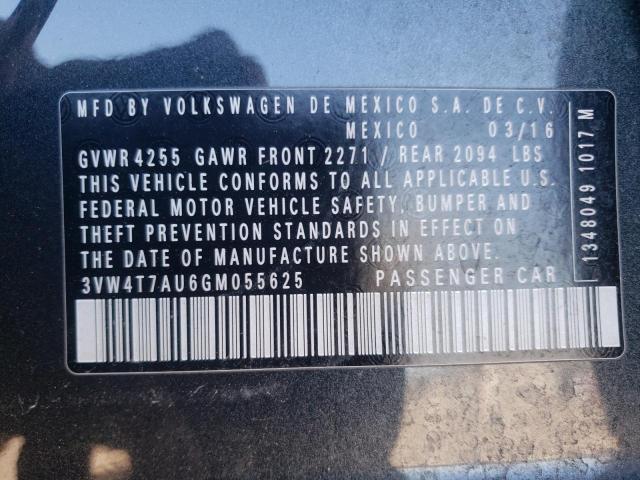 MFD BY VOLKSWAGEN DE MEXICO S.A. DE C.V.
MEXICO 03/16
GVWR 4255 GAWR FRONT 2271 / REAR 2094 LBS
THIS VEHICLE CONFORMS TO ALL APPLICABLE U.S.
FEDERAL MOTOR VEHICLE SAFETY, BUMPER AND
THEFT PREVENTION STANDARDS IN EFFECT ON
THE DATE OF MANUFACTURE SHOWN ABOVE.
3VW4T7AU6GM055625 PASSENGER CAR
1348049 1017 M